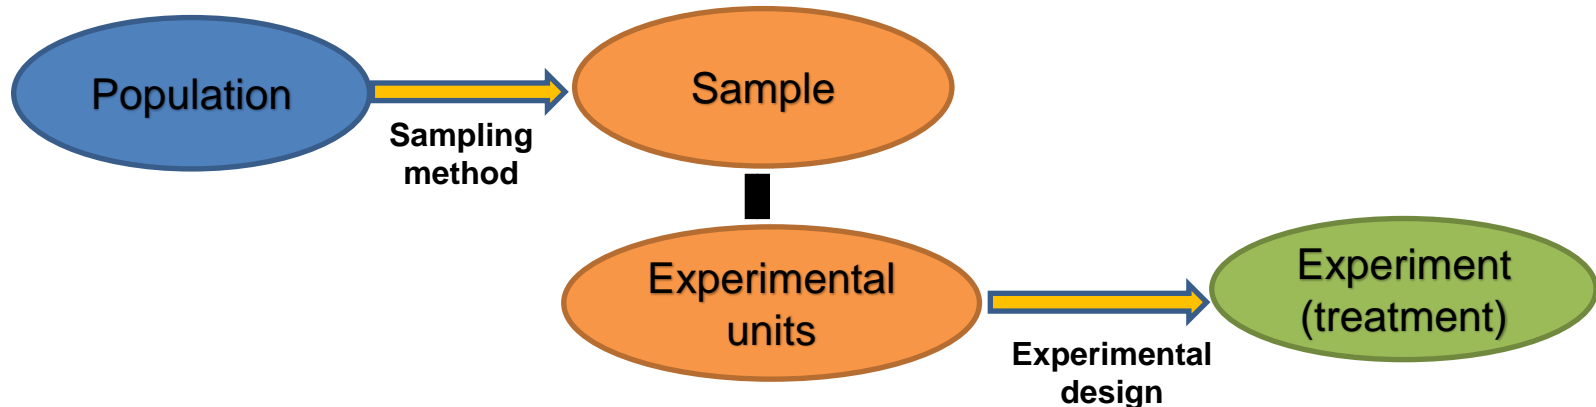 Population
Sampling
method
Sample
Experimental
units
Experimental
design
Experiment
(treatment)